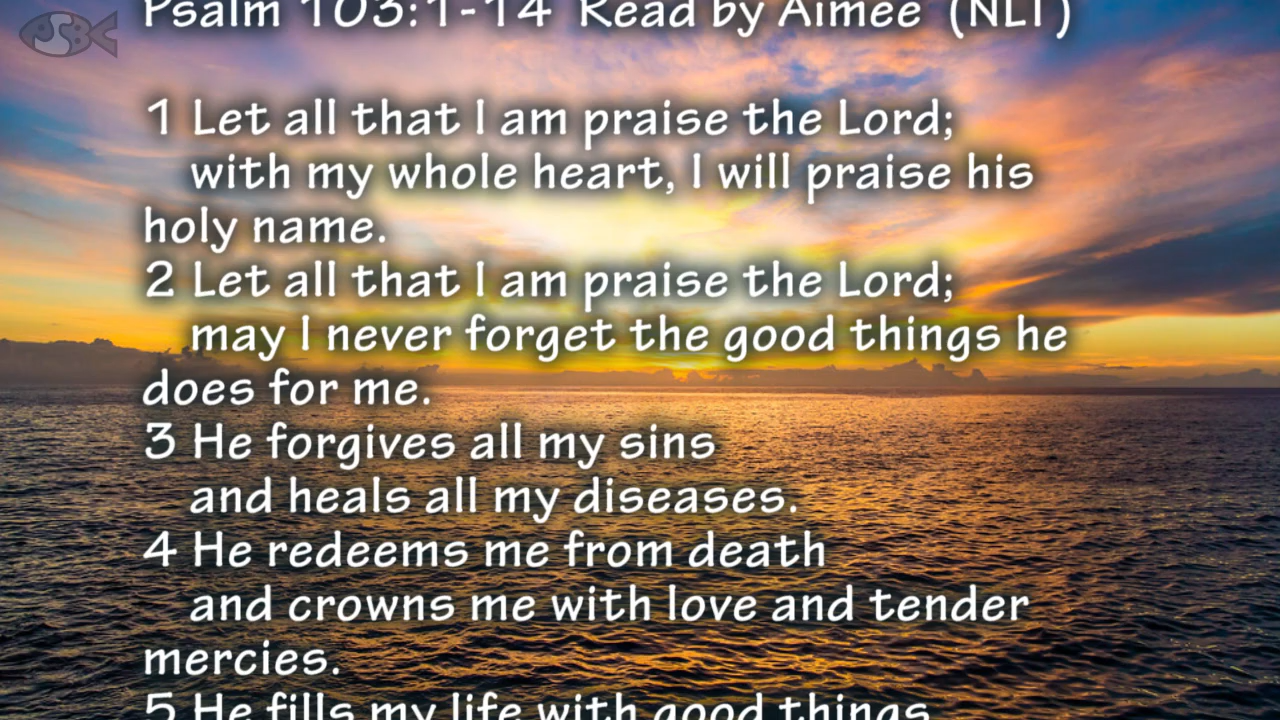 PSBC
Psalm 103:1-14 Read by Aimee (NLT)
1 Let all that I am praise the Lord;
with my whole heart, I will praise his
holy name.
2 Let all that I am praise the Lord;
may I never forget the good things he
does for me.
3 He forgives all my sins
and heals all my diseases.
4 He redeems me from death
and crowns me with love and tender
mercies.
5 He fills my life with good things